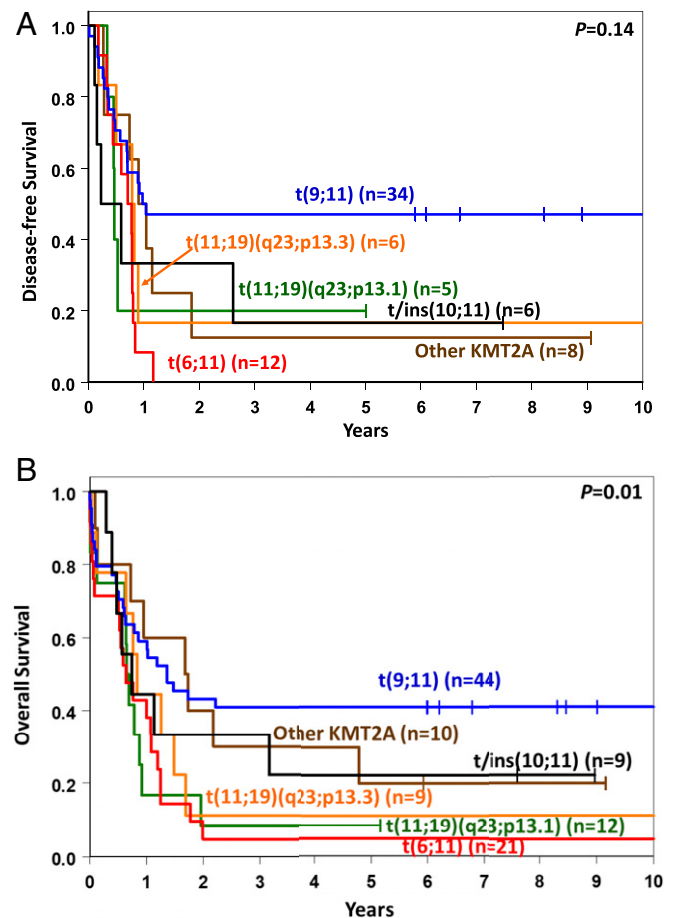 A
P=0.14
1.0
0.8
0.6
0.4
0.2
0.0
Disease-free Survival
t(9;11) (n=34)
t(11;19)(q23;p13.3) (n=6)
t(11;19)(q23;p13.1) (n=5)
t/ins(10;11) (n=6)
Other KMT2A (n=8)
t(6;11) (n=12)
0 1 2 3 4 5 6 7 8 9 10
Years
B
P=0.01
1.0
0.8
0.6
0.4
0.2
0.0
Overall Survival
t(9;11) (n=44)
Other KMT2A (n=10)
t/ins(10;11) (n=9)
t(11;19)(q23;p13.3) (n=9)
t(11;19)(q23;p13.1) (n=12)
t(6;11) (n=21)
0 1 2 3 4 5 6 7 8 9 10
Years